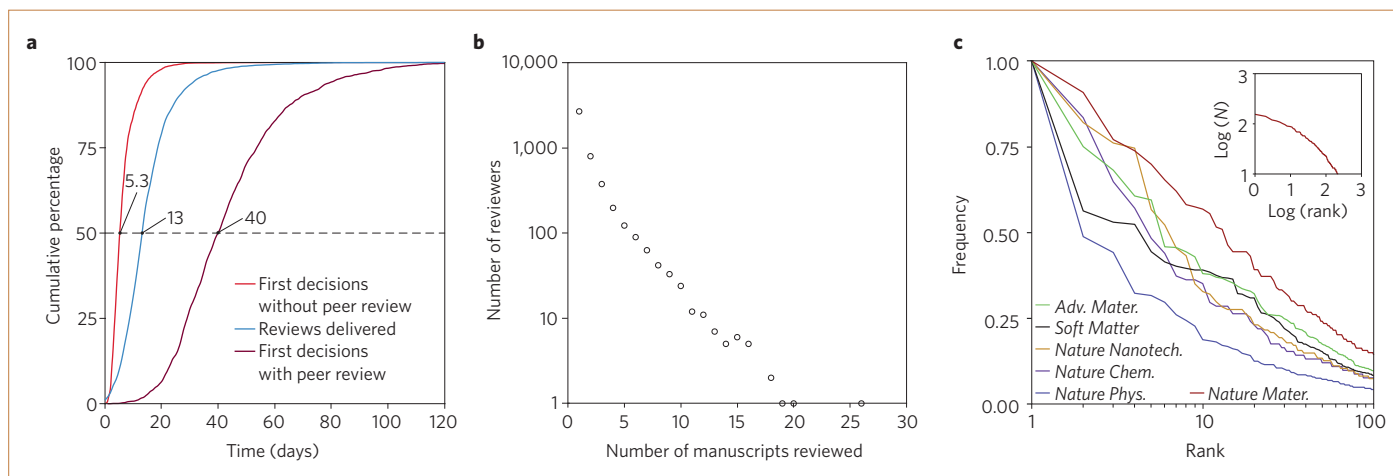 a
100
75
50
25
0
0
20
40
60
80
100
120
5.3
13
40
Cumulative percentage
Time (days)
First decisions
without peer review
Reviews delivered
First decisions
with peer review
b
10,000
1,000
100
10
1
0
5
10
15
20
25
30
Number of reviewers
Number of manuscripts reviewed
c
1.00
0.75
0.50
0.25
0.00
1
10
100
Frequency
Rank
3
2
1
0
1
2
3
Log (N)
Log (rank)
Adv. Mater.
Soft Matter
Nature Nanotech.
Nature Chem.
Nature Phys.
Nature Mater.